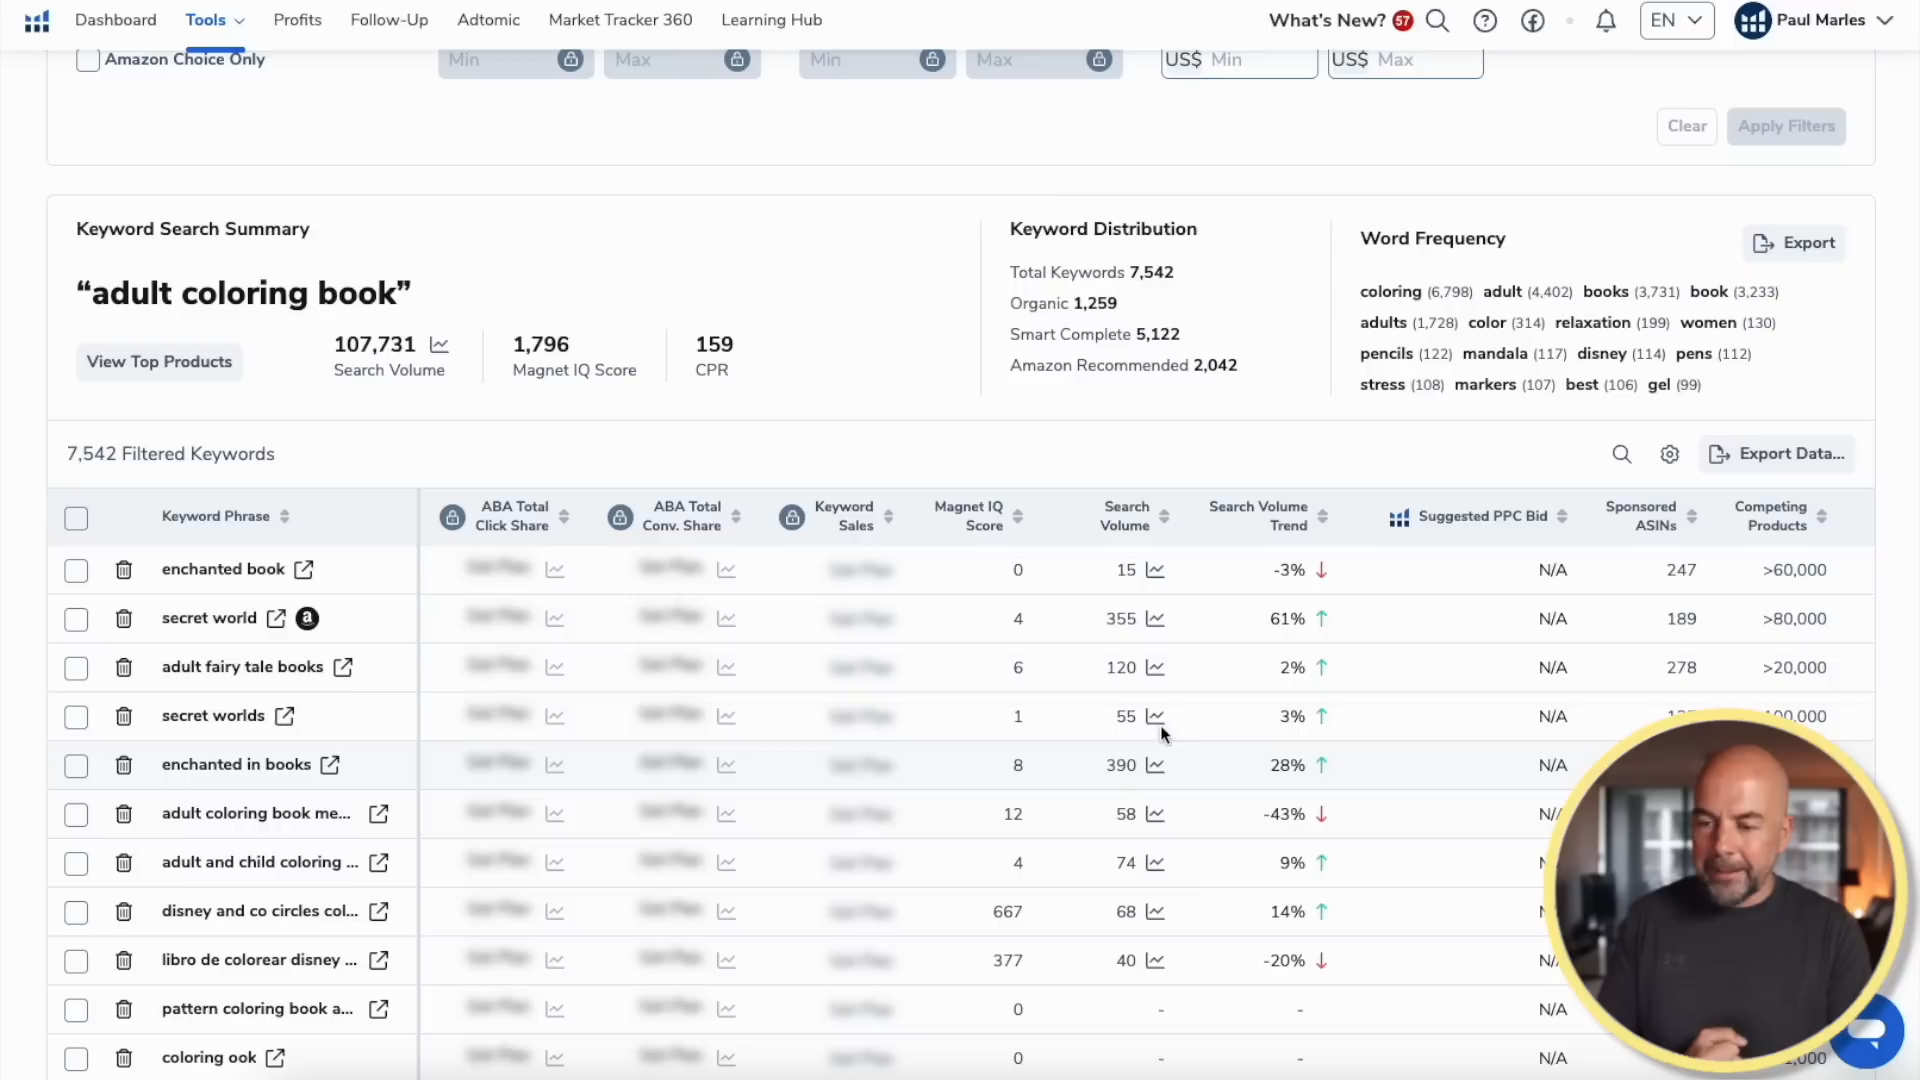 Dashboard Tools Profits Follow-Up Adtomic Market Tracker 360 Learning Hub What's New? 57 EN Paul Marles
Amazon Choice Only Min Max Min Max US$ Min US$ Max
Clear Apply Filters
Keyword Search Summary
“adult coloring book”
View Top Products
107,731
Search Volume
1,796
Magnet IQ Score
159
CPR
Keyword Distribution
Total Keywords 7,542
Organic 1,259
Smart Complete 5,122
Amazon Recommended 2,042
Word Frequency
Export
coloring (6,798) adult (4,402) books (3,731) book (3,233)
adults (1,728) color (314) relaxation (199) women (130)
pencils (122) mandala (117) disney (114) pens (112)
stress (108) markers (107) best (106) gel (99)
7,542 Filtered Keywords
Export Data...
Keyword Phrase ABA Total Click Share ABA Total Conv. Share Keyword Sales Magnet IQ Score Search Volume Search Volume Trend Suggested PPC Bid Sponsored ASINs Competing Products
enchanted book 0 15 -3% N/A 247 >60,000
secret world a 4 355 61% N/A 189 >80,000
adult fairy tale books 6 120 2% N/A 278 >20,000
secret worlds 1 55 3% N/A
enchanted in books 8 390 28% N/A
adult coloring book me... 12 58 -43%
adult and child coloring ... 4 74 9%
disney and co circles col... 667 68 14%
libro de colorear disney ... 377 40 -20%
pattern coloring book a... 0 - - N/A
coloring ook 0 - - N/A